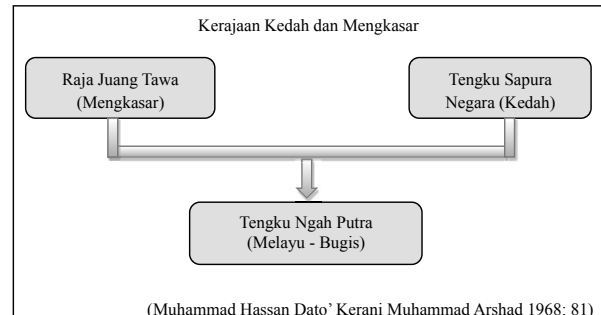 Kerajaan Kedah dan Mengkasar
Raja Juang Tawa
(Mengkasar)
Tengku Sapura
Negara (Kedah)
Tengku Ngah Putra
(Melayu - Bugis)
(Muhammad Hassan Dato’ Kerani Muhammad Arshad 1968: 81)